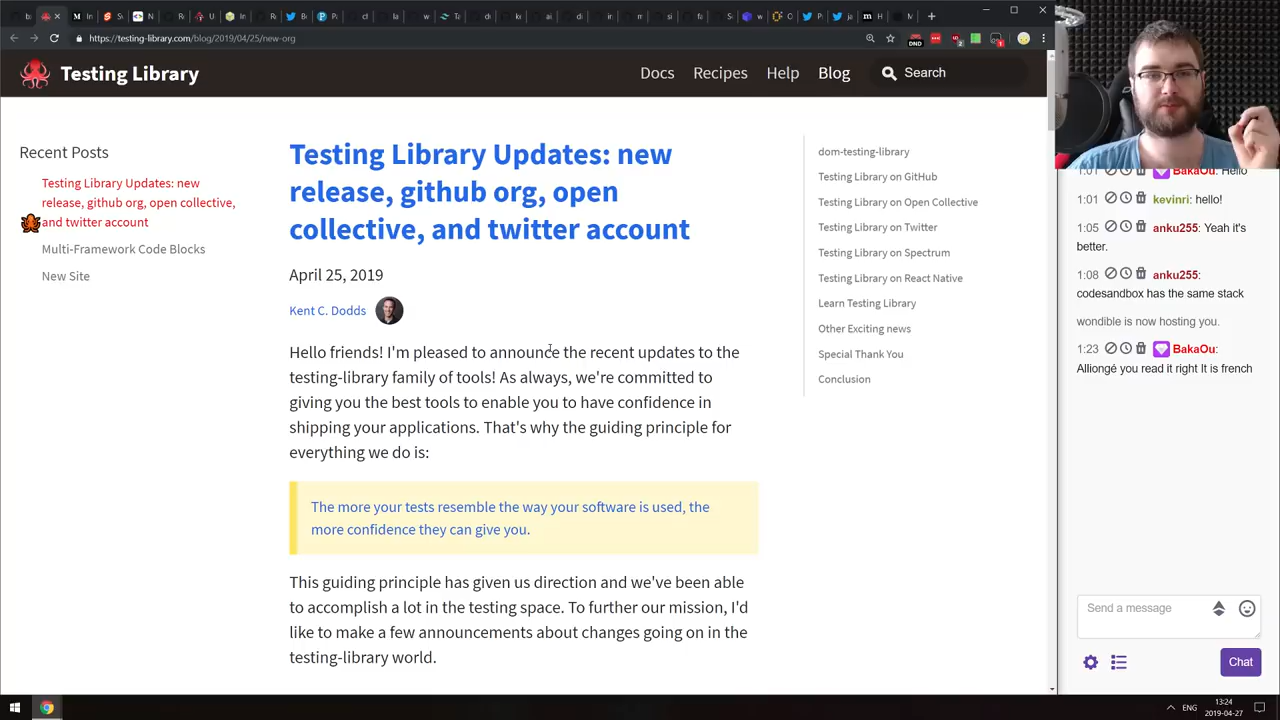 https://testing-library.com/blog/2019/04/25/new-org
DND
Testing Library
Docs
Recipes
Help
Blog
Search
Recent Posts
Testing Library Updates: new
release, github org, open collective,
and twitter account
Multi-Framework Code Blocks
New Site
Testing Library Updates: new
release, github org, open
collective, and twitter account
April 25, 2019
Kent C. Dodds
Hello friends! I'm pleased to announce the recent updates to the
testing-library family of tools! As always, we're committed to
giving you the best tools to enable you to have confidence in
shipping your applications. That's why the guiding principle for
everything we do is:
The more your tests resemble the way your software is used, the
more confidence they can give you.
This guiding principle has given us direction and we've been able
to accomplish a lot in the testing space. To further our mission, I'd
like to make a few announcements about changes going on in the
testing-library world.
dom-testing-library
Testing Library on GitHub
Testing Library on Open Collective
Testing Library on Twitter
Testing Library on Spectrum
Testing Library on React Native
Learn Testing Library
Other Exciting news
Special Thank You
Conclusion
1:01 BakaOu: Hello
1:01 kevinri: hello!
1:05 anku255: Yeah it's
better.
1:08 anku255:
codesandbox has the same stack
wondible is now hosting you.
1:23 BakaOu:
Alliongé you read it right It is french
Send a message
Chat
ENG
13:24
2019-04-27